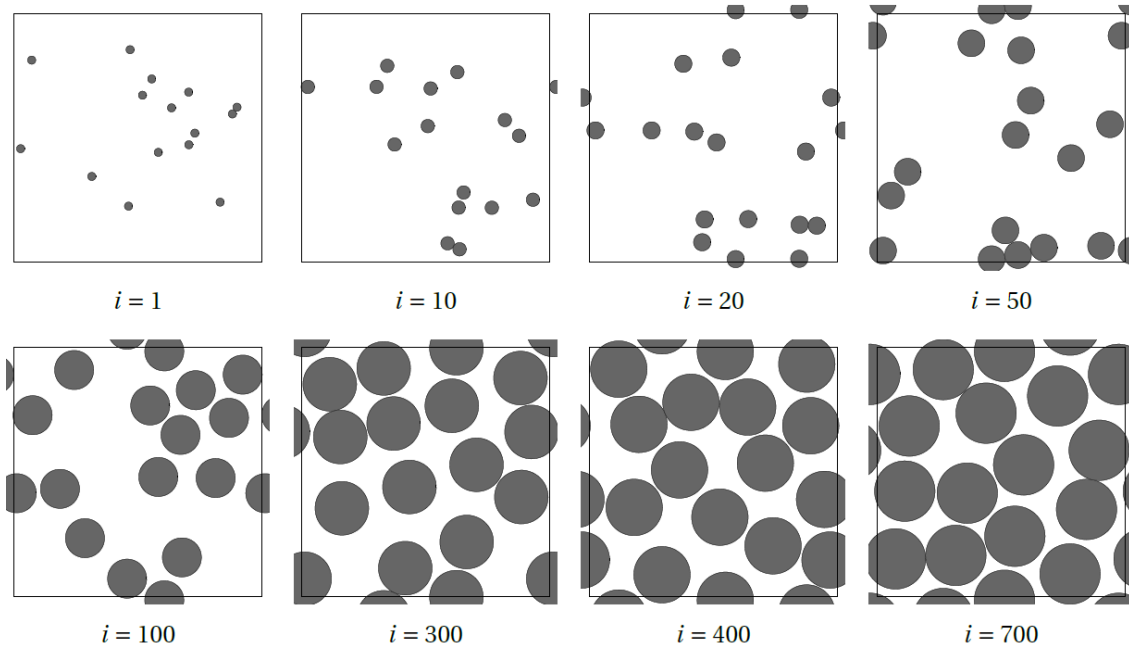 i = 1
i = 10
i = 20
i = 50
i = 100
i = 300
i = 400
i = 700